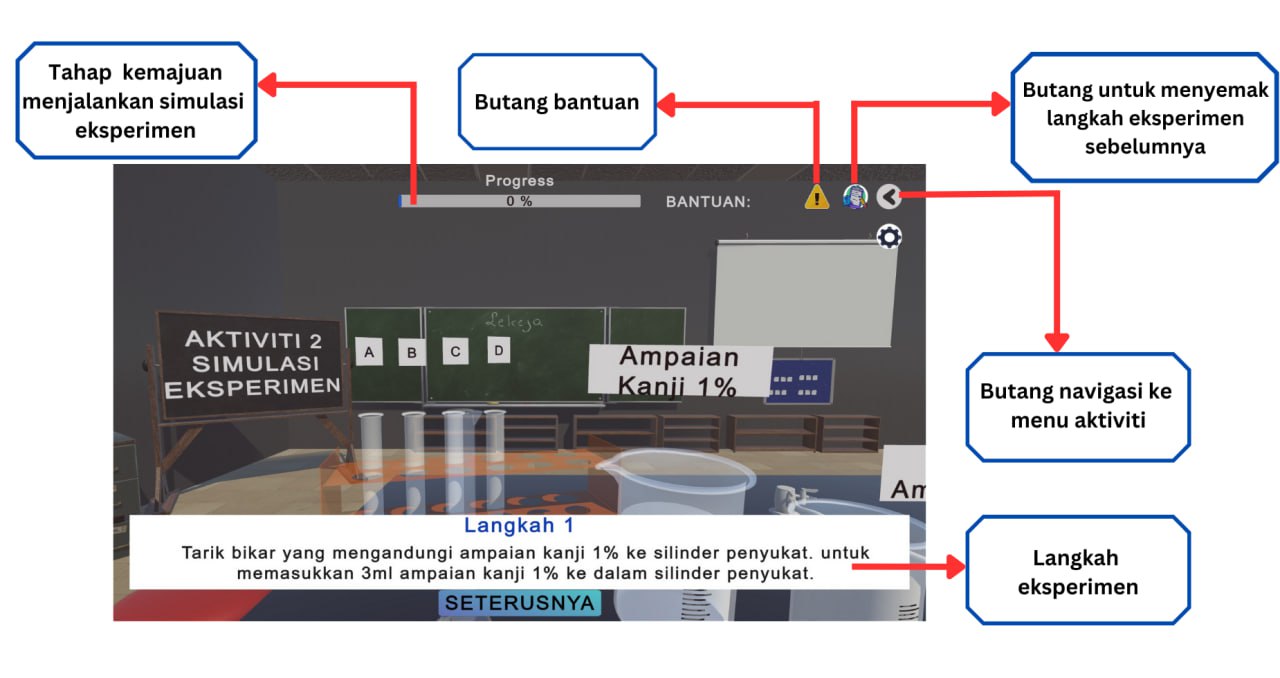 Tahap kemajuan
menjalankan simulasi
eksperimen
Butang bantuan
Butang untuk menyemak
langkah eksperimen
sebelumnya
Progress
0 %
BANTUAN:
AKTIVITI 2
SIMULASI
EKSPERIMEN
A
B
C
D
Ampaian
Kanji 1%
Am
Butang navigasi ke
menu aktiviti
Langkah 1
Tarik bikar yang mengandungi ampaian kanji 1% ke silinder penyukat. untuk
memasukkan 3ml ampaian kanji 1% ke dalam silinder penyukat.
SETERUSNYA
Langkah
eksperimen